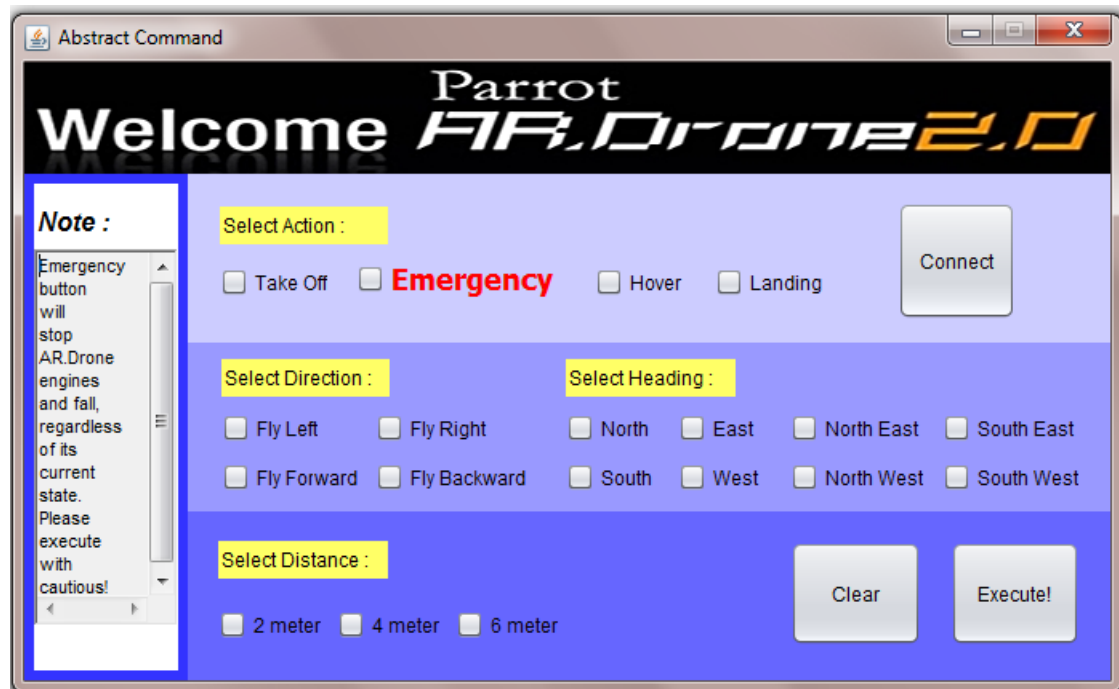 Abstract Command
Parrot
Welcome AR.Drone2.0
Note :
Emergency
button
will
stop
AR.Drone
engines
and fall,
regardless
of its
current
state.
Please
execute
with
cautious!
Select Action :
Take Off Emergency Hover Landing
Connect
Select Direction :
Fly Left Fly Right
Fly Forward Fly Backward
Select Heading :
North East North East South East
South West North West South West
Select Distance :
2 meter 4 meter 6 meter
Clear Execute!